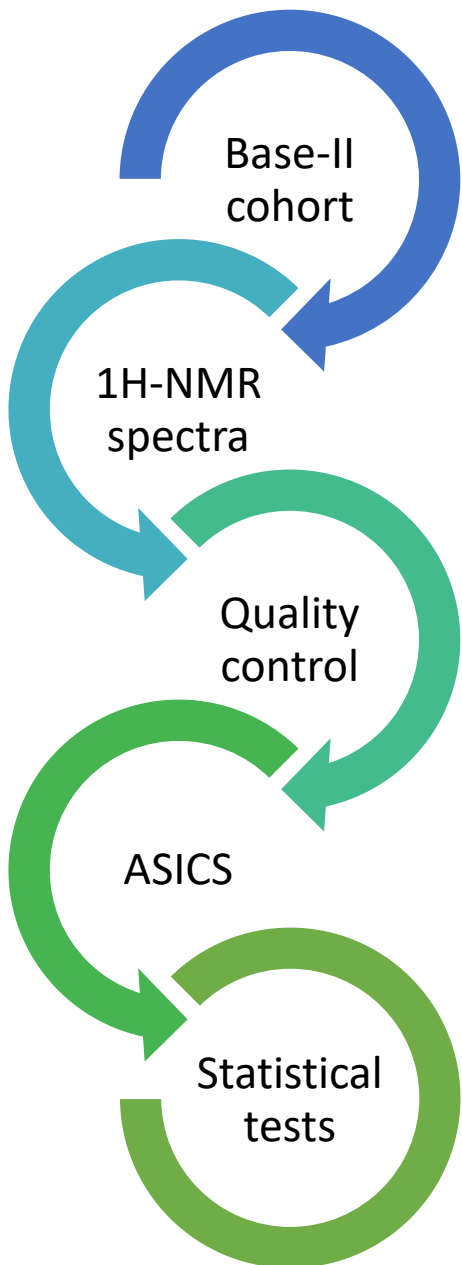 Base-II
cohort
1H-NMR
spectra
Quality
control
ASICS
Statistical
tests